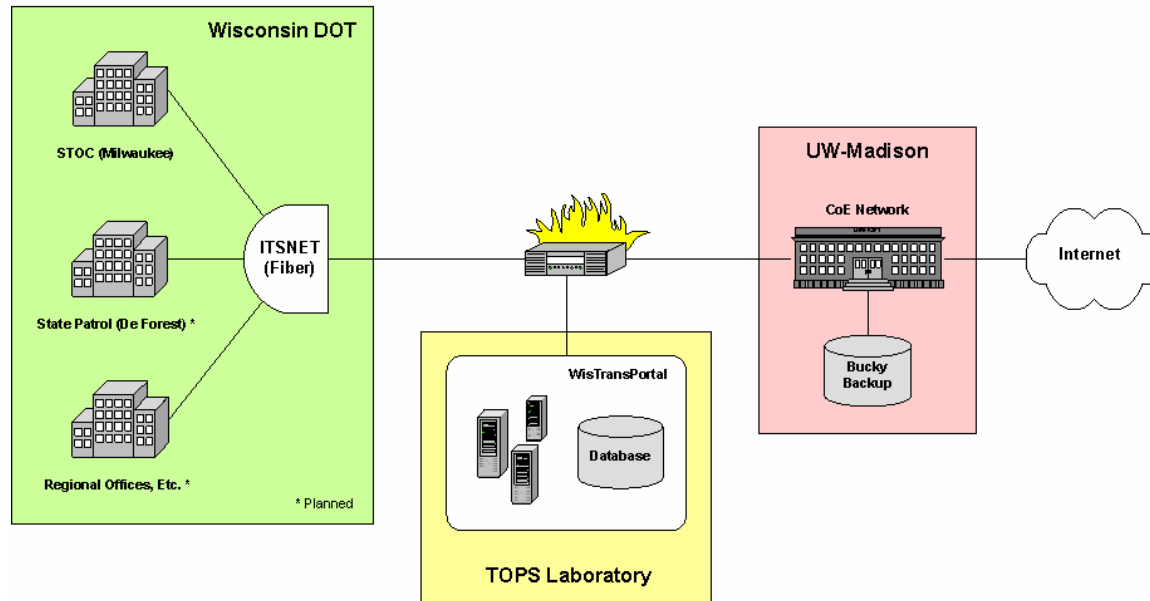 Wisconsin DOT
STOC (Milwaukee)
ITSNET
(Fiber)
State Patrol (De Forest) *
Regional Offices, Etc. *
* Planned
WisTransPortal
Database
TOPS Laboratory
UW-Madison
CoE Network
Bucky
Backup
Internet